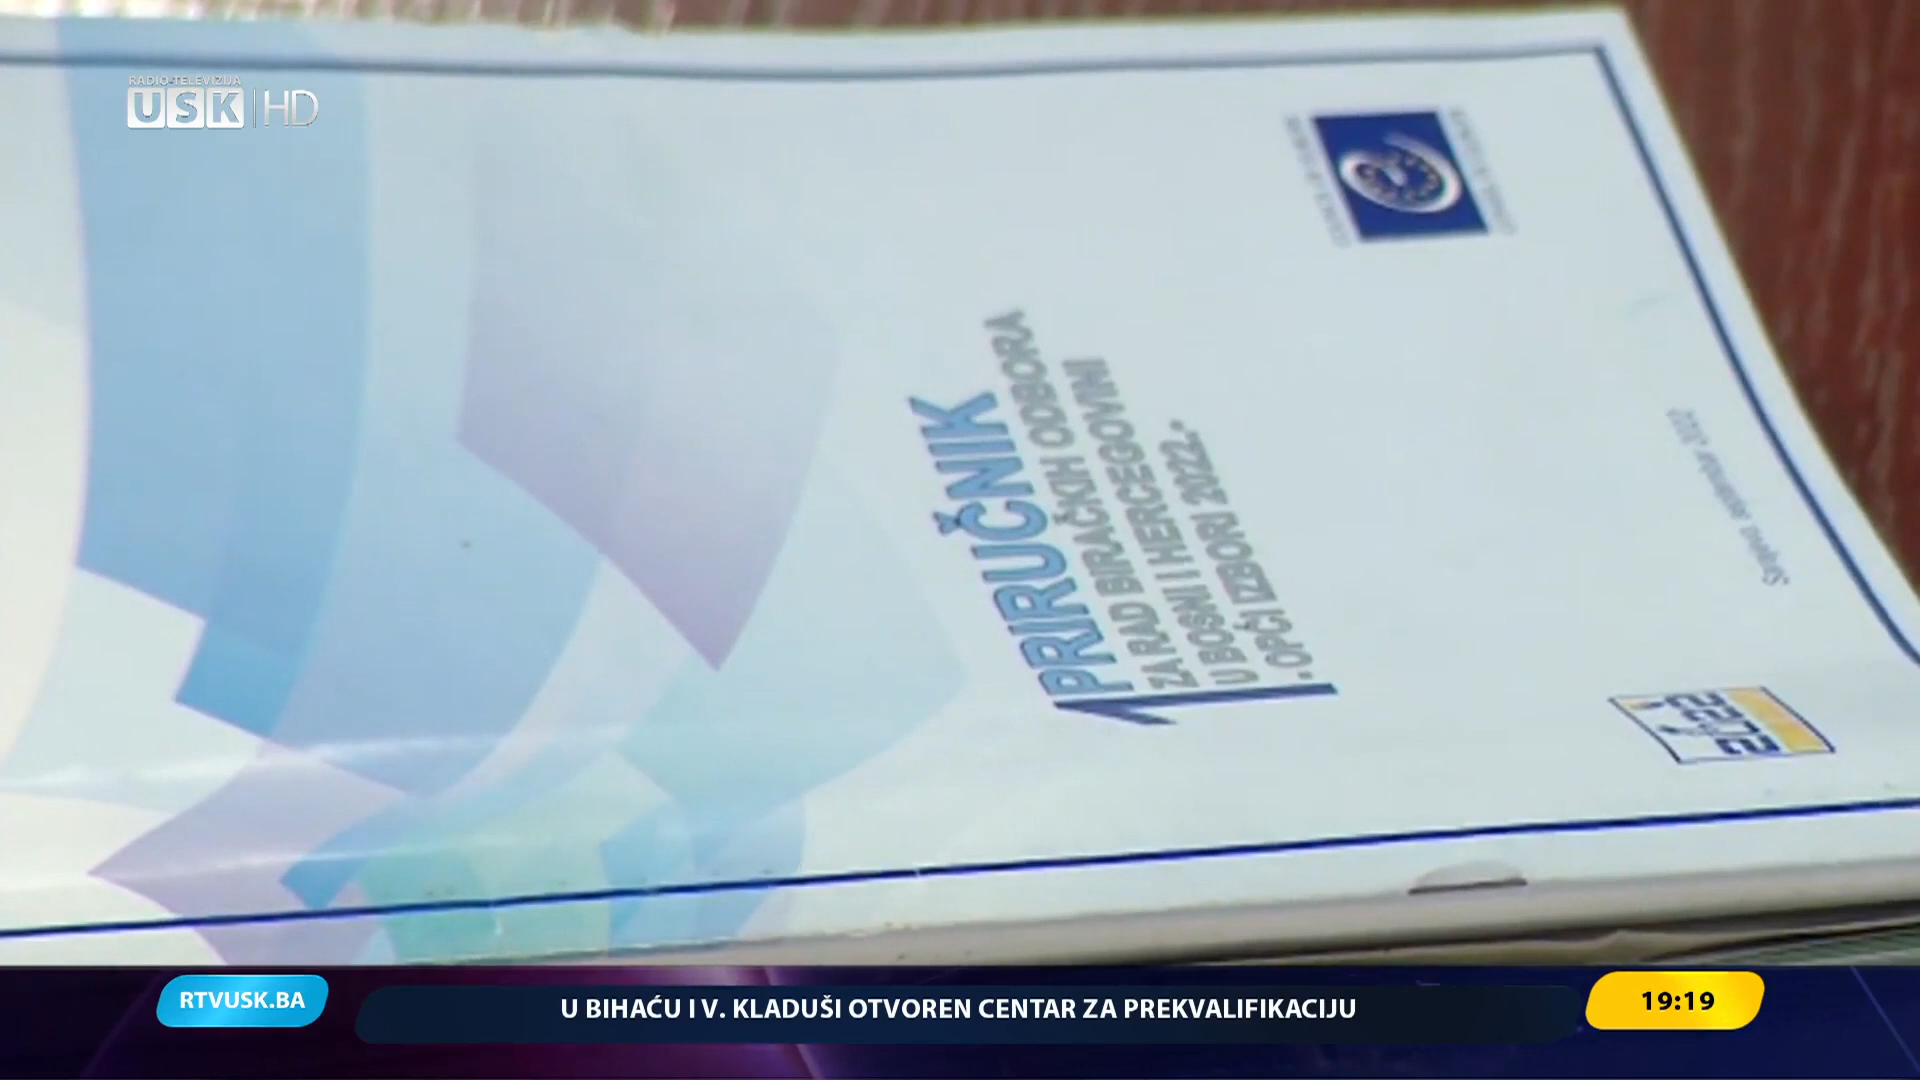 RADIO-TELEVIZIJA
USK HD
PRIRUČNIK
ZA RAD BIRAČKIH ODBORA
U BOSNI I HERCEGOVINI
- OPĆI IZBORI 2022.-
2022
RTVUSK.BA
U BIHAĆU I V. KLADUŠI OTVOREN CENTAR ZA PREKVALIFIKACIJU
19:19